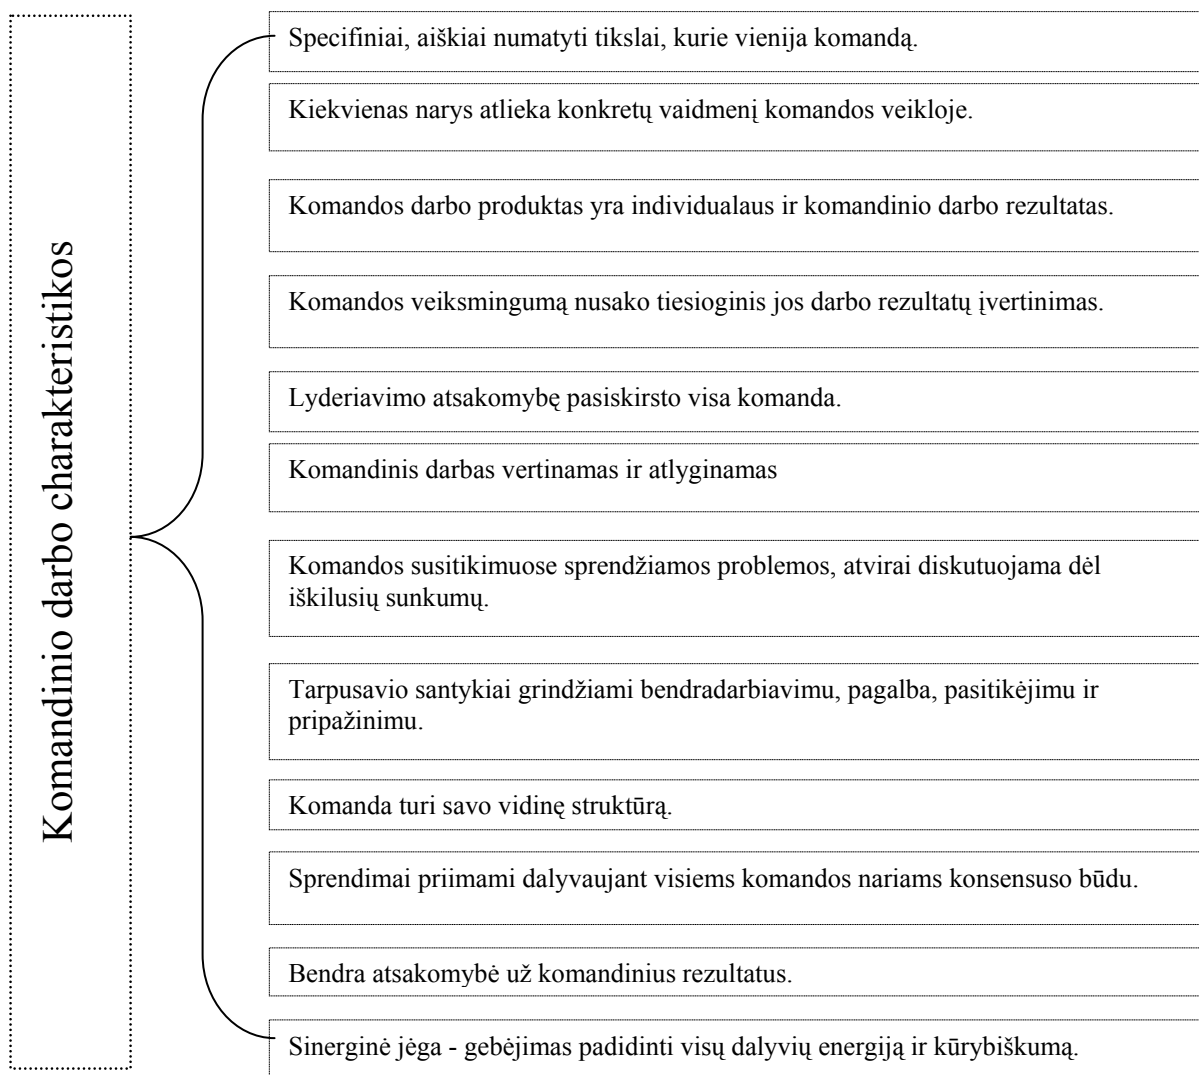 Komandinio darbo charakteristikos
Specifiniai, aiškiai numatyti tikslai, kurie vienija komandą.
Kiekvienas narys atlieka konkretų vaidmenį komandos veikloje.
Komandos darbo produktas yra individualaus ir komandinio darbo rezultatas.
Komandos veiksmingumą nusako tiesioginis jos darbo rezultatų įvertinimas.
Lyderiavimo atsakomybę pasiskirsto visa komanda.
Komandinis darbas vertinamas ir atlyginamas
Komandos susitikimuose sprendžiamos problemos, atvirai diskutuojama dėl
iškilusių sunkumų.
Tarpusavio santykiai grindžiami bendradarbiavimu, pagalba, pasitikėjimu ir
pripažinimu.
Komanda turi savo vidinę struktūrą.
Sprendimai priimami dalyvaujant visiems komandos nariams konsensuso būdu.
Bendra atsakomybė už komandinius rezultatus.
Sinerginė jėga - gebėjimas padidinti visų dalyvių energiją ir kūrybiškumą.